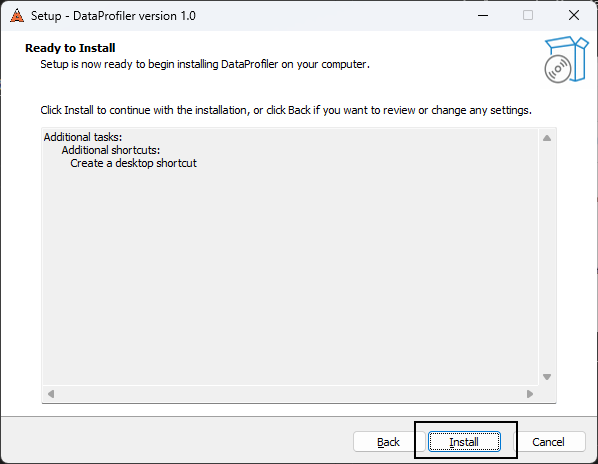 Setup - DataProfiler version 1.0
Ready to Install
Setup is now ready to begin installing DataProfiler on your computer.
Click Install to continue with the installation, or click Back if you want to review or change any settings.
Additional tasks:
Additional shortcuts:
Create a desktop shortcut
Back
Install
Cancel